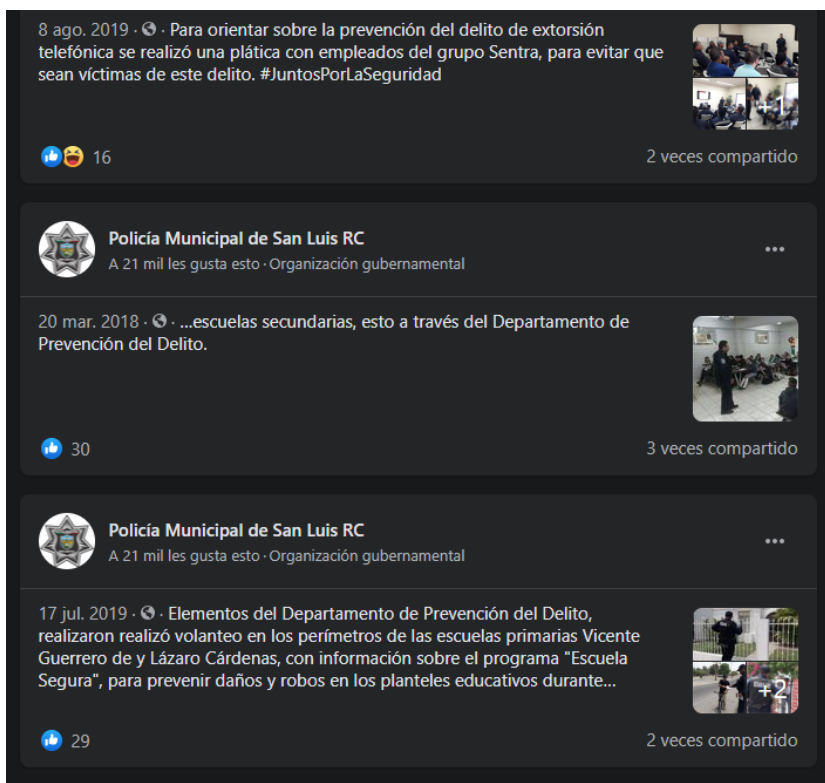 8 ago. 2019 · Para orientar sobre la prevención del delito de extorsión
telefónica se realizó una plática con empleados del grupo Sentra, para evitar que
sean víctimas de este delito. #JuntosPorLaSeguridad
+1
16
2 veces compartido
Policía Municipal de San Luis RC
A 21 mil les gusta esto · Organización gubernamental
20 mar. 2018 · ...escuelas secundarias, esto a través del Departamento de
Prevención del Delito.
30
3 veces compartido
Policía Municipal de San Luis RC
A 21 mil les gusta esto · Organización gubernamental
17 jul. 2019 · Elementos del Departamento de Prevención del Delito,
realizaron realizó volanteo en los perímetros de las escuelas primarias Vicente
Guerrero de y Lázaro Cárdenas, con información sobre el programa "Escuela
Segura", para prevenir daños y robos en los planteles educativos durante...
+2
29
2 veces compartido